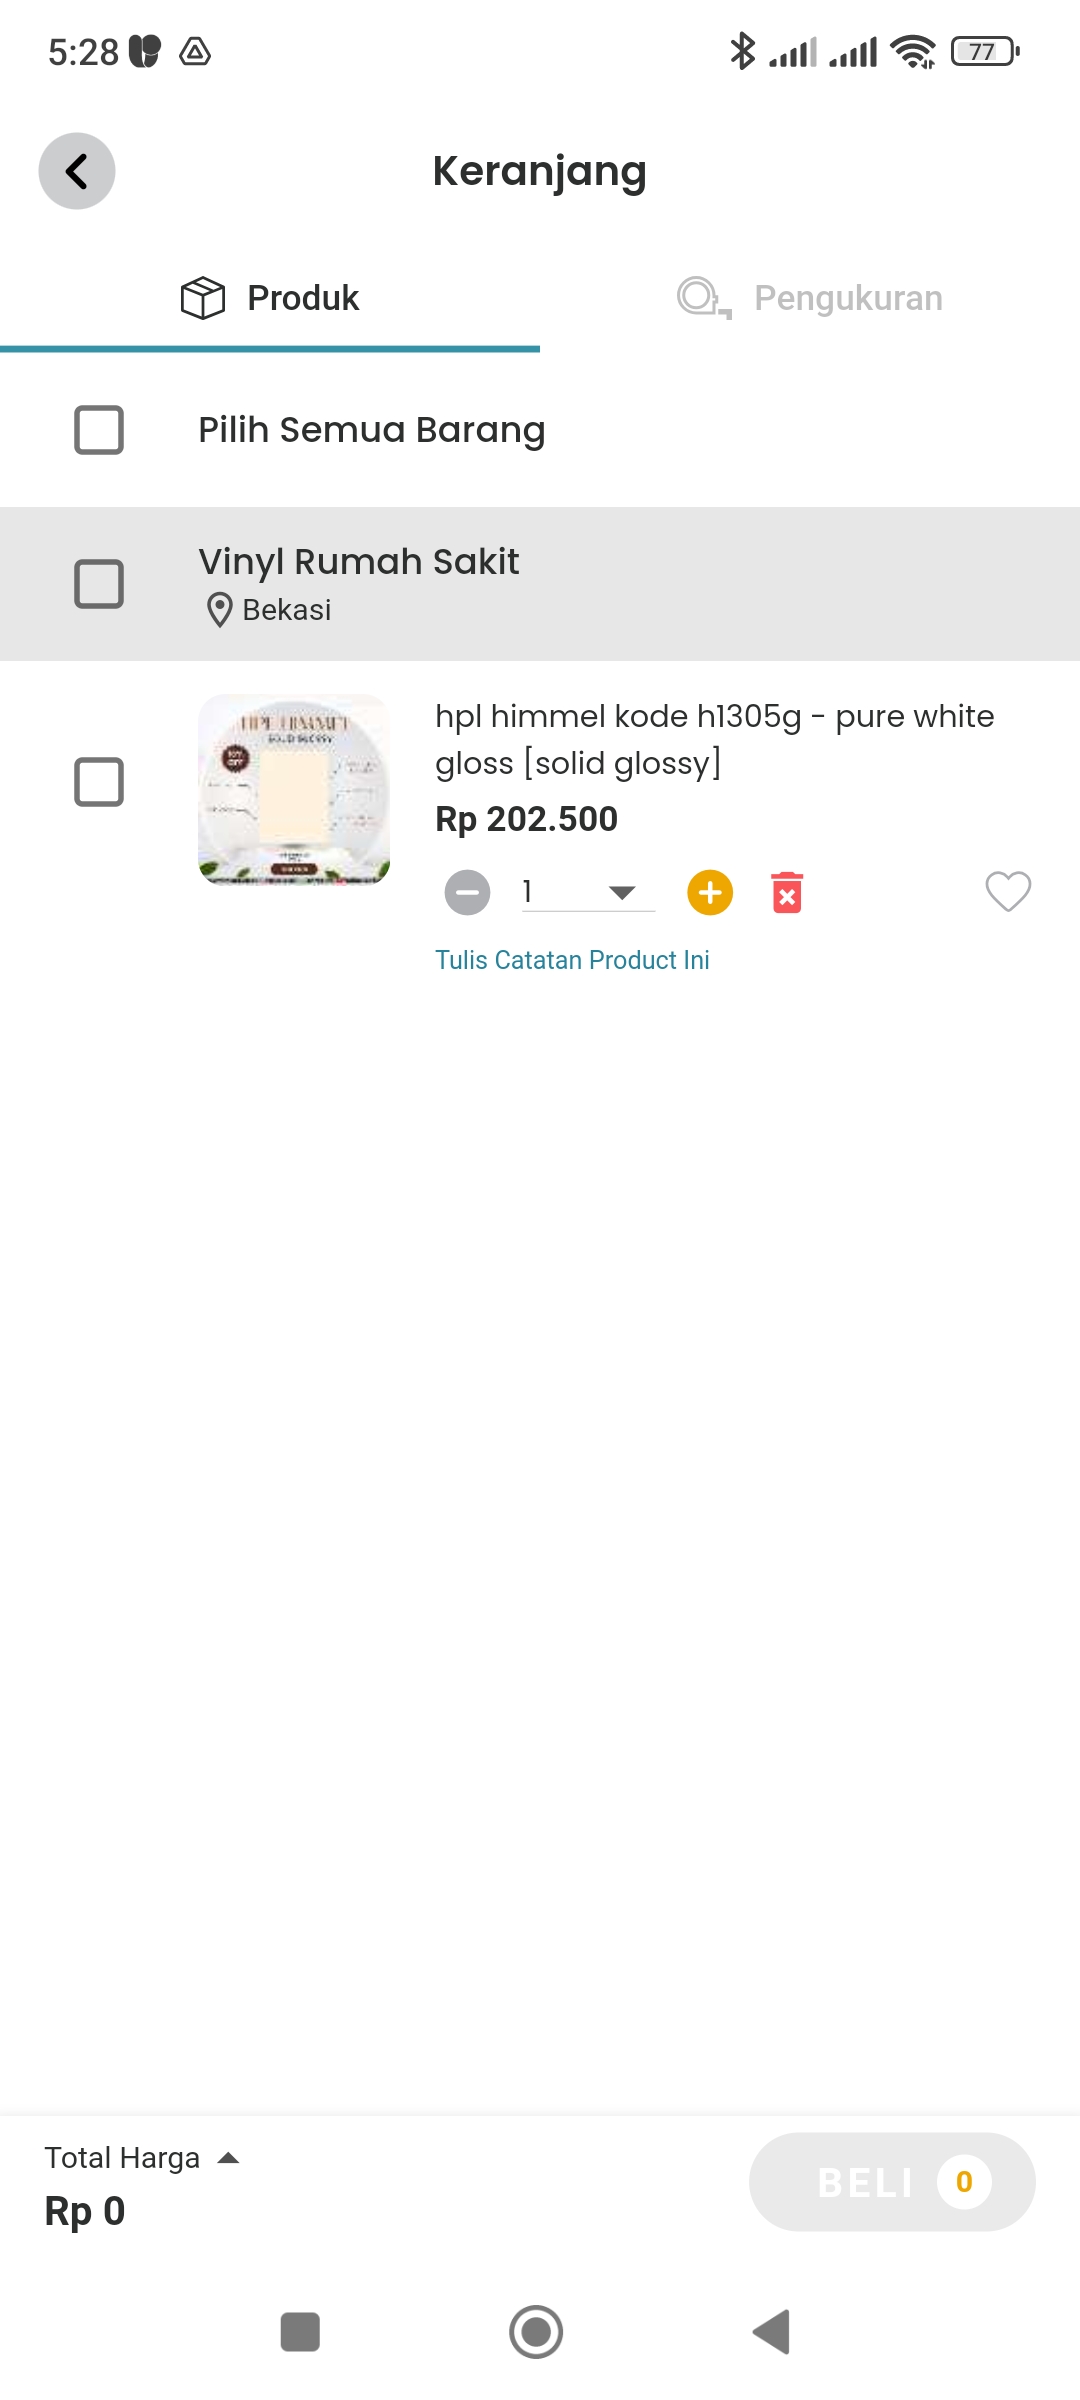 5:28
77
Keranjang
Produk
Pengukuran
Pilih Semua Barang
Vinyl Rumah Sakit
Bekasi
HPL HIMMEL
SOLID GLOSSY
hpl himmel kode h1305g - pure white
gloss [solid glossy]
Rp 202.500
1
Tulis Catatan Product Ini
Total Harga
Rp 0
BELI 0